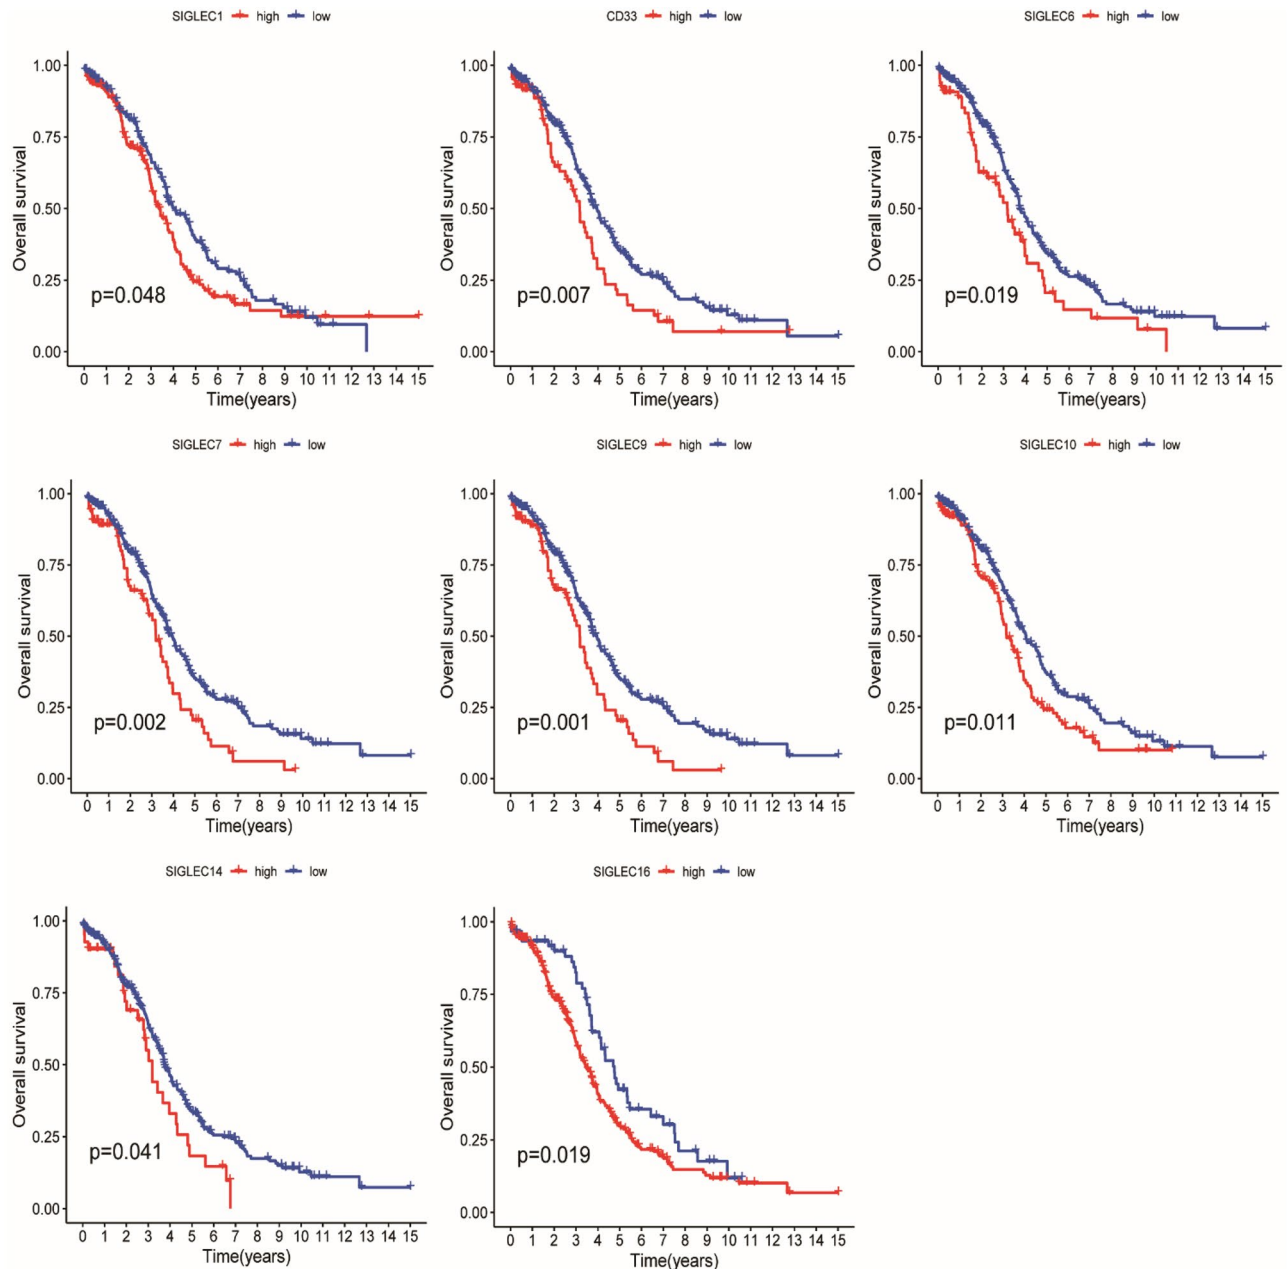 SIGLEC1 high low
CD33 high low
SIGLEC6 high low
1.00
0.75
0.50
0.25
0.00
Overall survival
p=0.048
0 1 2 3 4 5 6 7 8 9 10 11 12 13 14 15
Time(years)
1.00
0.75
0.50
0.25
0.00
Overall survival
p=0.007
0 1 2 3 4 5 6 7 8 9 10 11 12 13 14 15
Time(years)
1.00
0.75
0.50
0.25
0.00
Overall survival
p=0.019
0 1 2 3 4 5 6 7 8 9 10 11 12 13 14 15
Time(years)
SIGLEC7 high low
SIGLEC9 high low
SIGLEC10 high low
1.00
0.75
0.50
0.25
0.00
Overall survival
p=0.002
0 1 2 3 4 5 6 7 8 9 10 11 12 13 14 15
Time(years)
1.00
0.75
0.50
0.25
0.00
Overall survival
p=0.001
0 1 2 3 4 5 6 7 8 9 10 11 12 13 14 15
Time(years)
1.00
0.75
0.50
0.25
0.00
Overall survival
p=0.011
0 1 2 3 4 5 6 7 8 9 10 11 12 13 14 15
Time(years)
SIGLEC14 high low
SIGLEC16 high low
1.00
0.75
0.50
0.25
0.00
Overall survival
p=0.041
0 1 2 3 4 5 6 7 8 9 10 11 12 13 14 15
Time(years)
1.00
0.75
0.50
0.25
0.00
Overall survival
p=0.019
0 1 2 3 4 5 6 7 8 9 10 11 12 13 14 15
Time(years)